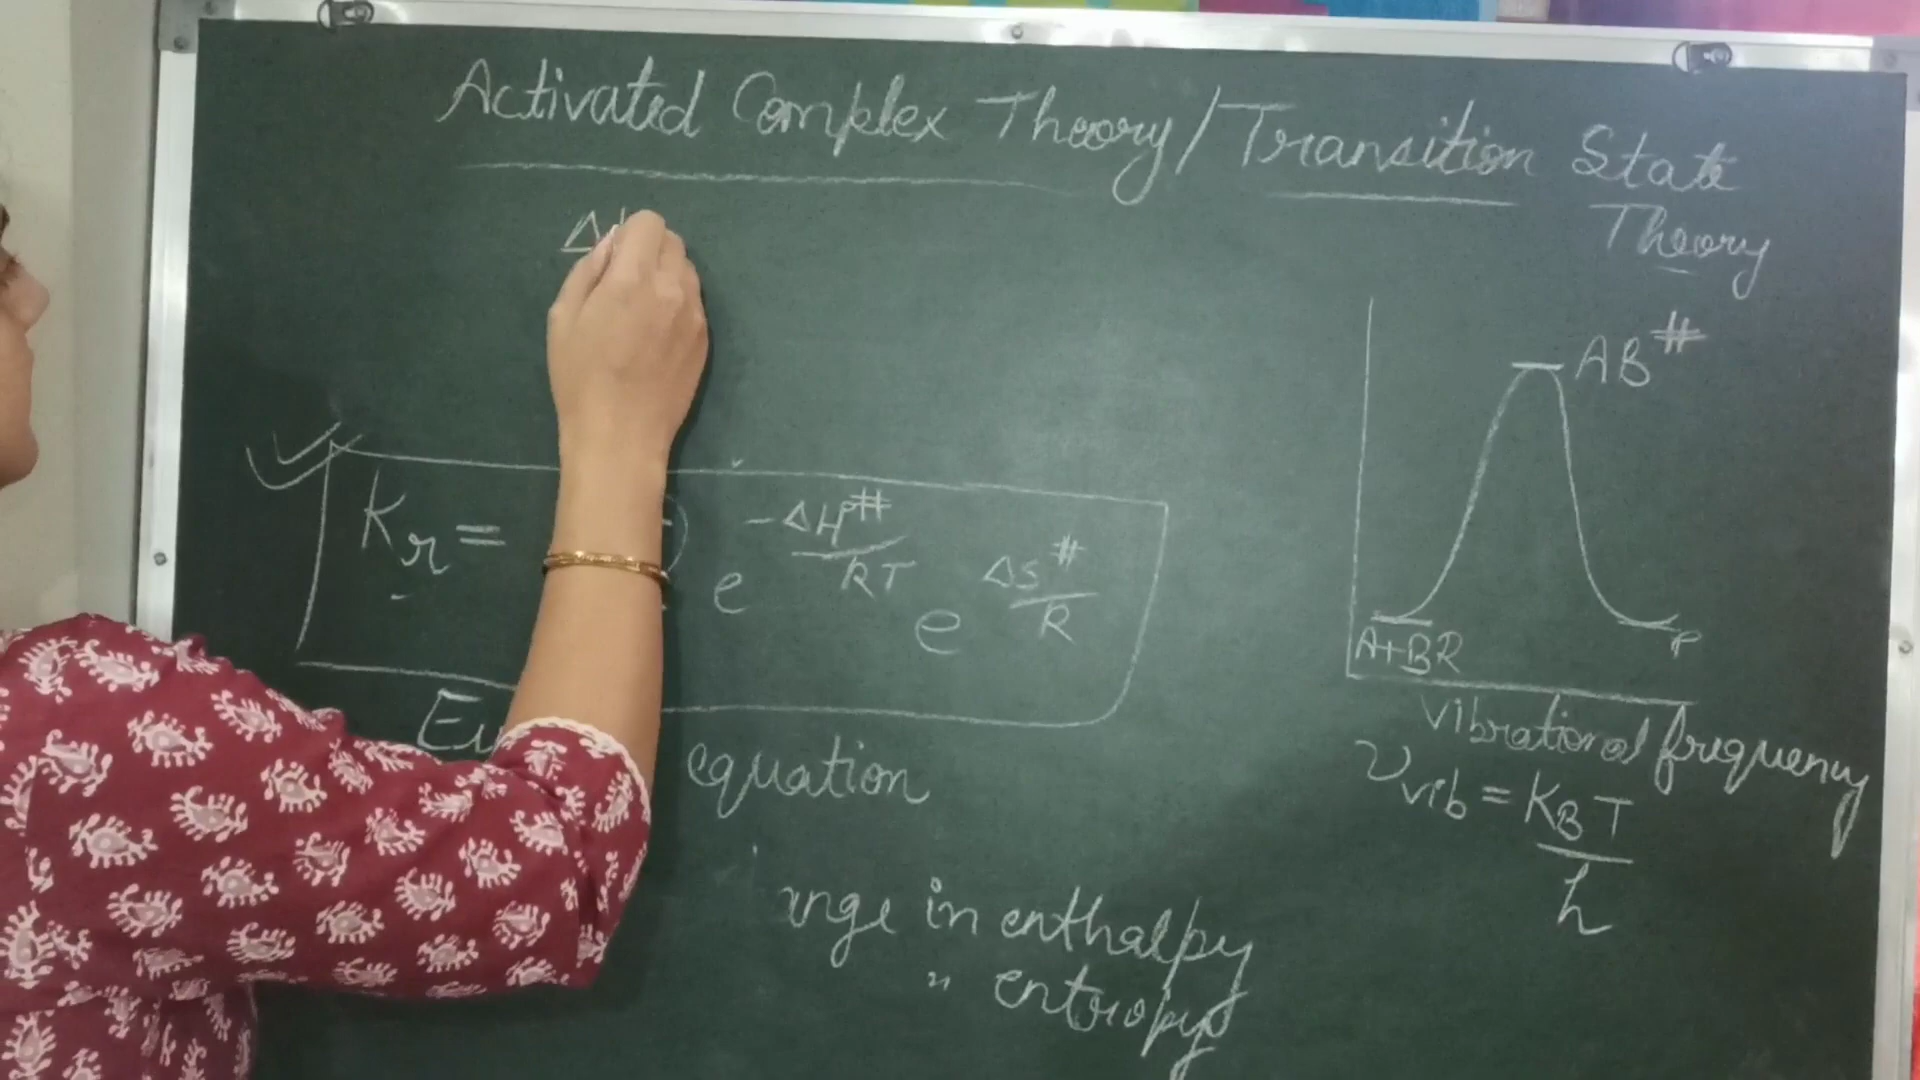 Activated Complex Theory/Transition State
Theory
AB#
Kr = e -ΔH#/RT e ΔS#/R
A+B R P
vibrational frequency
equation
νvib = KBT/h
in enthalpy
" entropy